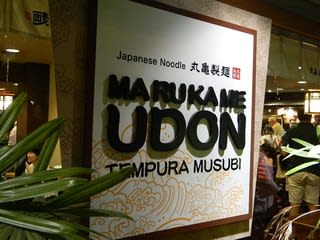 Japanese Noodle 丸亀製麺
MARUKAME
UDON
TEMPURA MUSUBI